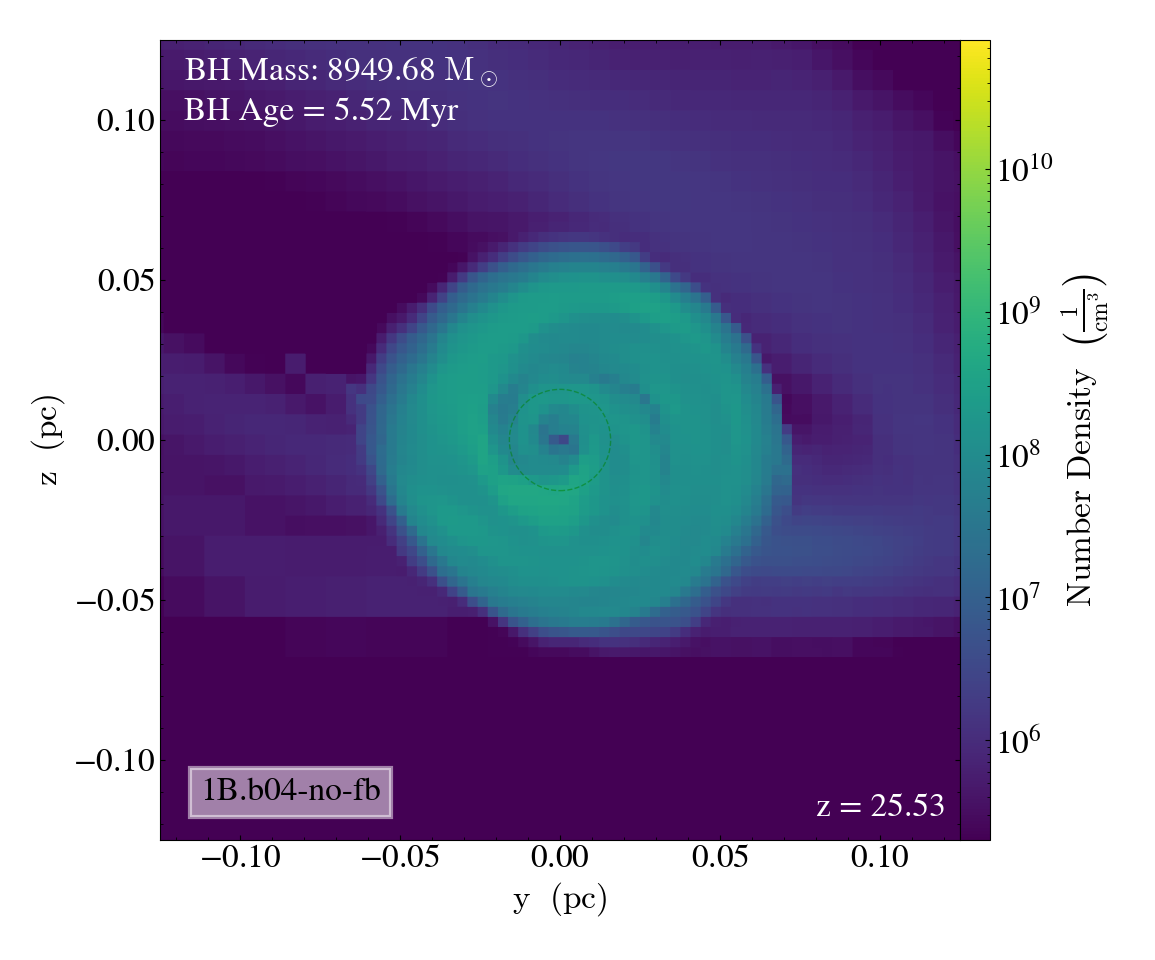 BH Mass: 8949.68 M⊙
BH Age = 5.52 Myr
0.10
0.05
0.00
−0.05
−0.10
z (pc)
1B.b04-no-fb
z = 25.53
−0.10 −0.05 0.00 0.05 0.10
y (pc)
10¹⁰
10⁹
10⁸
10⁷
10⁶
Number Density (1/cm³)